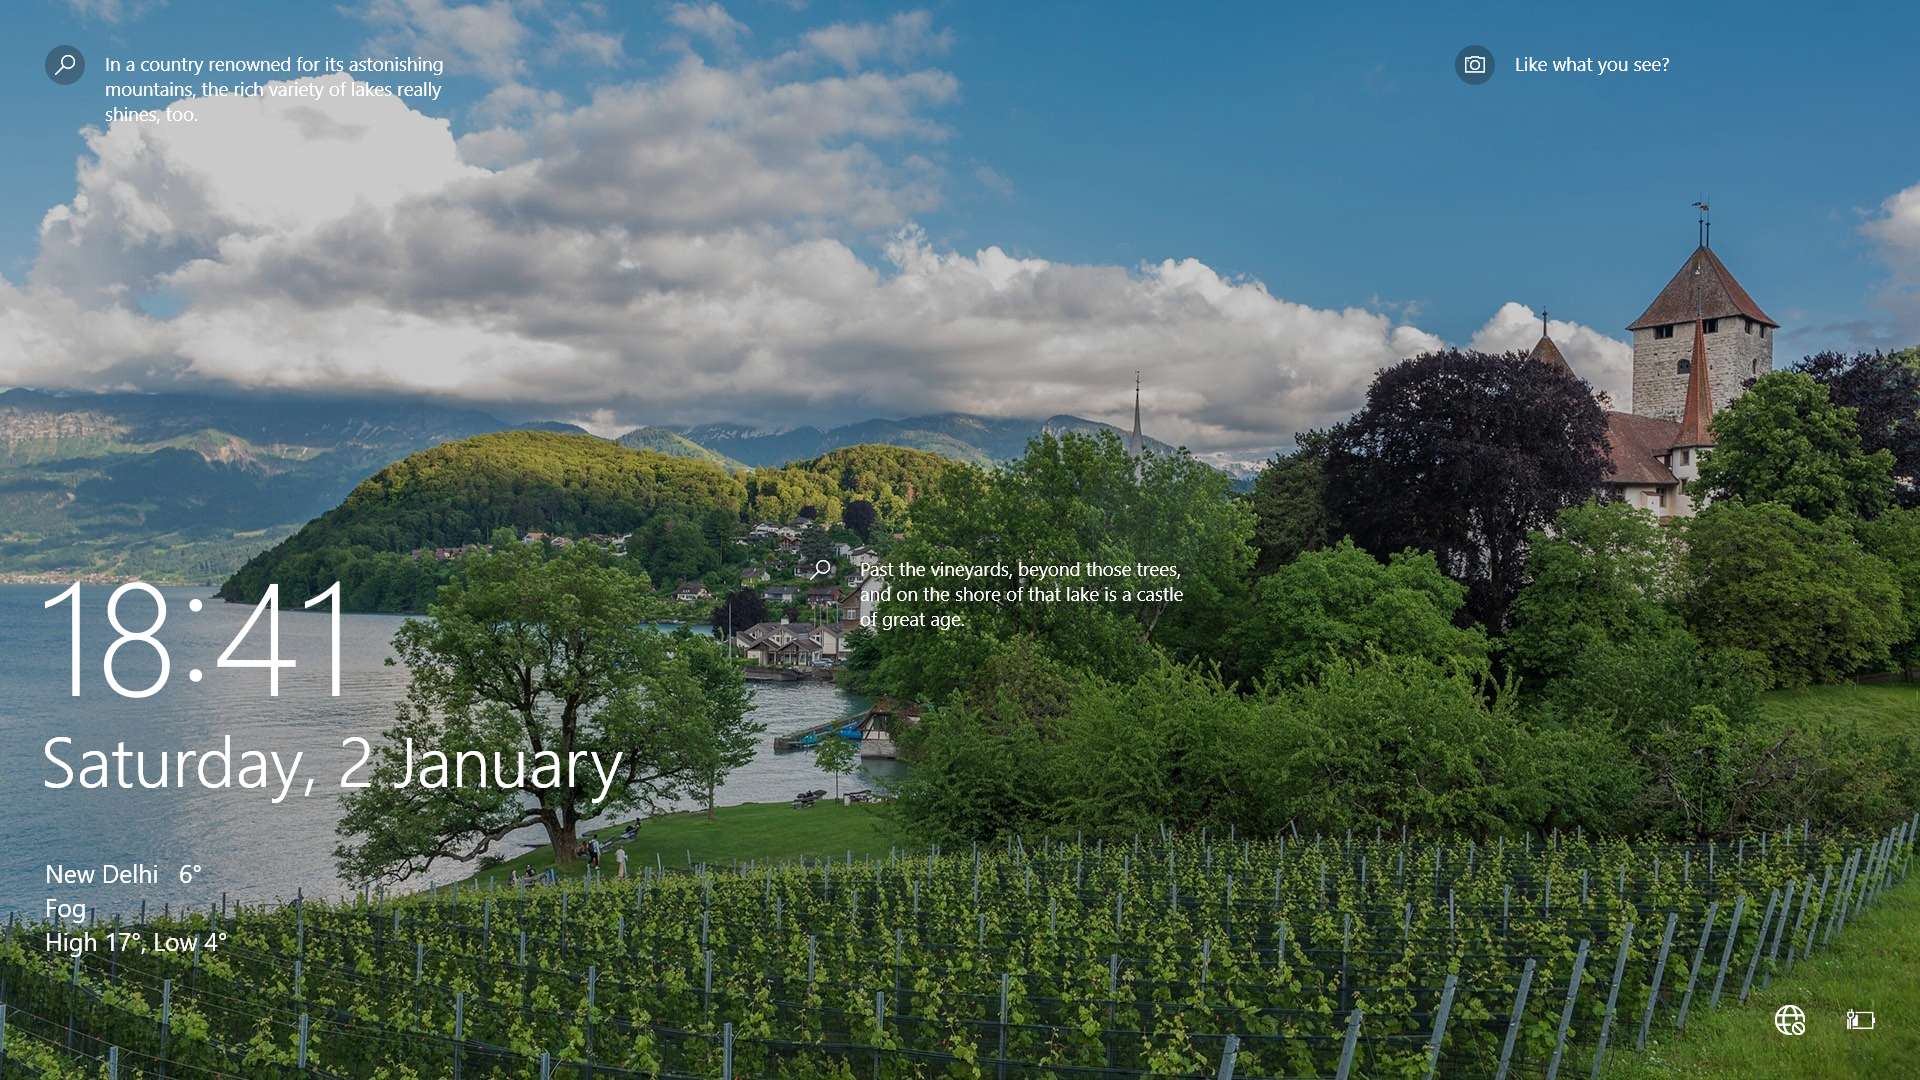 In a country renowned for its astonishing
mountains, the rich variety of lakes really
shines, too.
Like what you see?
Past the vineyards, beyond those trees,
and on the shore of that lake is a castle
of great age.
18:41
Saturday, 2 January
New Delhi 6°
Fog
High 17°, Low 4°